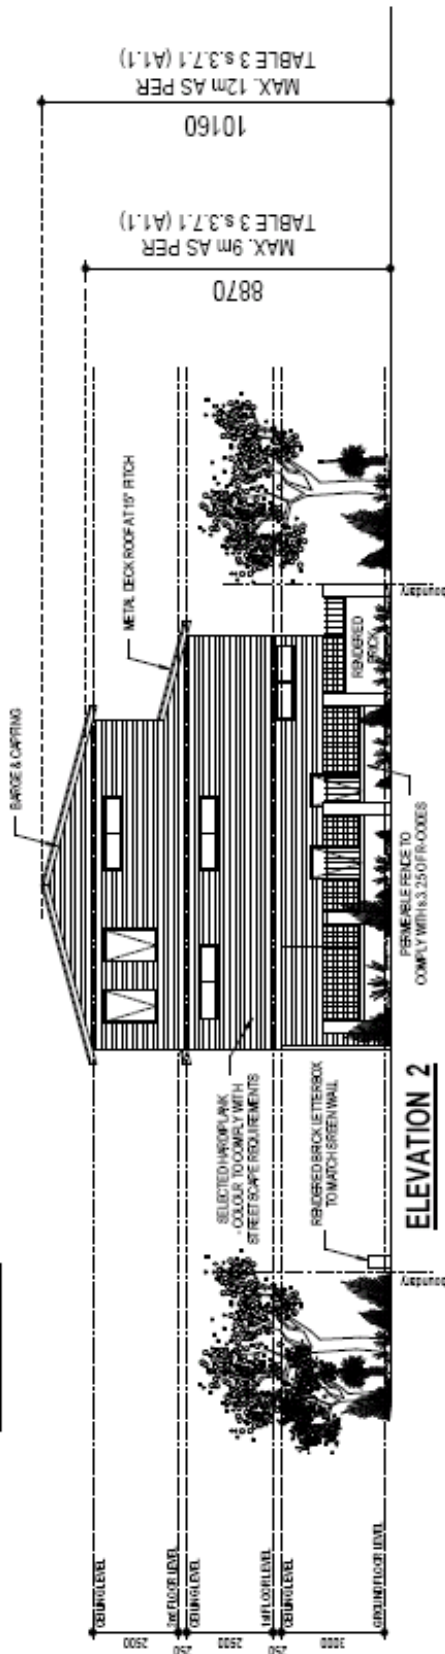 BARGE & CAPPING
METAL DECK ROOF AT 15° PITCH
8870
MAX. 9m AS PER
TABLE 3 s.3.7.1 (A1.1)
10160
MAX. 12m AS PER
TABLE 3 s.3.7.1 (A1.1)
CEILING LEVEL
2nd FLOOR LEVEL
CEILING LEVEL
1st FLOOR LEVEL
CEILING LEVEL
GROUND FLOOR LEVEL
2500
250
2500
250
3000
SELECTED HARDIPLANK
- COLOUR TO COMPLY WITH
STREETSCAPE REQUIREMENTS
RENDERED BRICK LETTERBOX
TO MATCH SREEN WALL
RENDERED
BRICK
boundary
boundary
PERMEABLE FENCE TO
COMPLY WITH s.3.2.5 OF R-CODES
ELEVATION 2